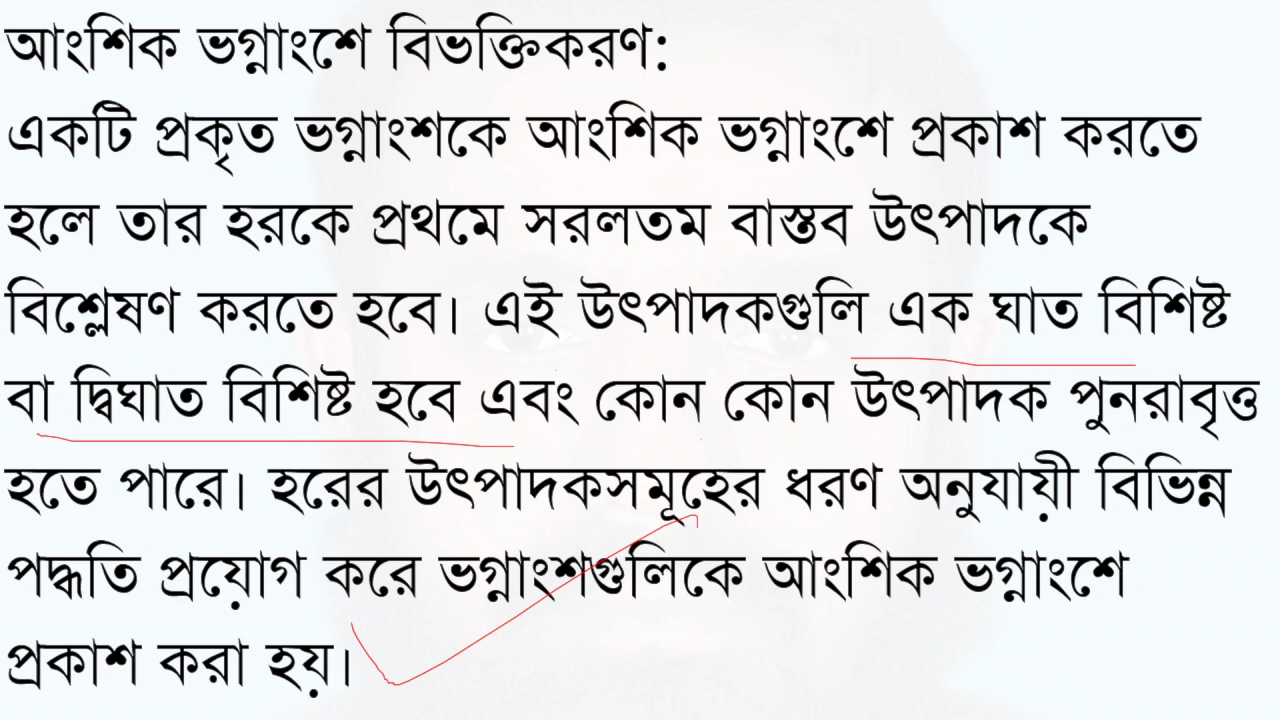 আংশিক ভগ্নাংশে বিভক্তিকরণ:
একটি প্রকৃত ভগ্নাংশকে আংশিক ভগ্নাংশে প্রকাশ করতে
হলে তার হরকে প্রথমে সরলতম বাস্তব উৎপাদকে
বিশ্লেষণ করতে হবে। এই উৎপাদকগুলি এক ঘাত বিশিষ্ট
বা দ্বিঘাত বিশিষ্ট হবে এবং কোন কোন উৎপাদক পুনরাবৃত্ত
হতে পারে। হরের উৎপাদকসমূহের ধরণ অনুযায়ী বিভিন্ন
পদ্ধতি প্রয়োগ করে ভগ্নাংশগুলিকে আংশিক ভগ্নাংশে
প্রকাশ করা হয়।